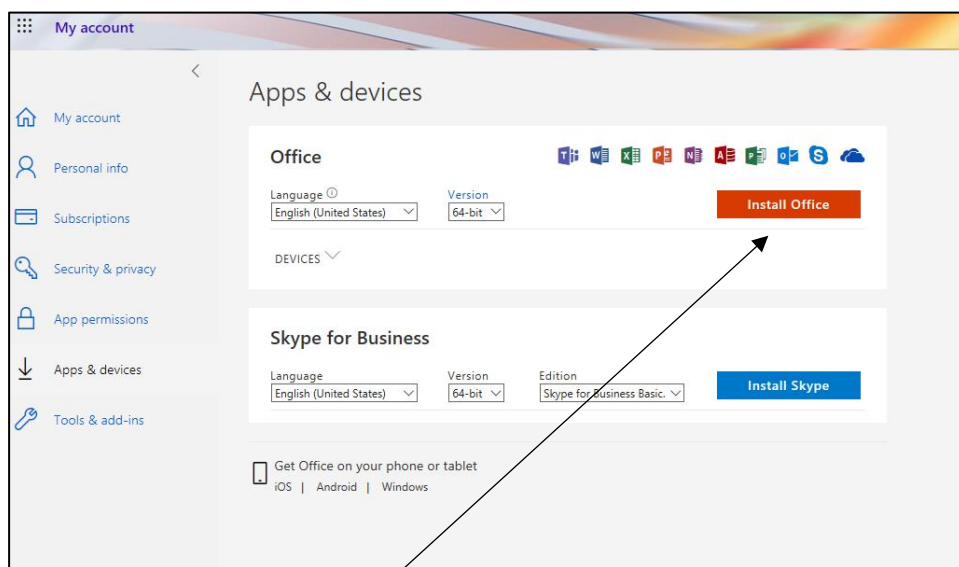 My account
My account
Personal info
Subscriptions
Security & privacy
App permissions
Apps & devices
Tools & add-ins
Apps & devices
Office
Language
English (United States)
Version
64-bit
Install Office
DEVICES
Skype for Business
Language
English (United States)
Version
64-bit
Edition
Skype for Business Basic.
Install Skype
Get Office on your phone or tablet
iOS | Android | Windows